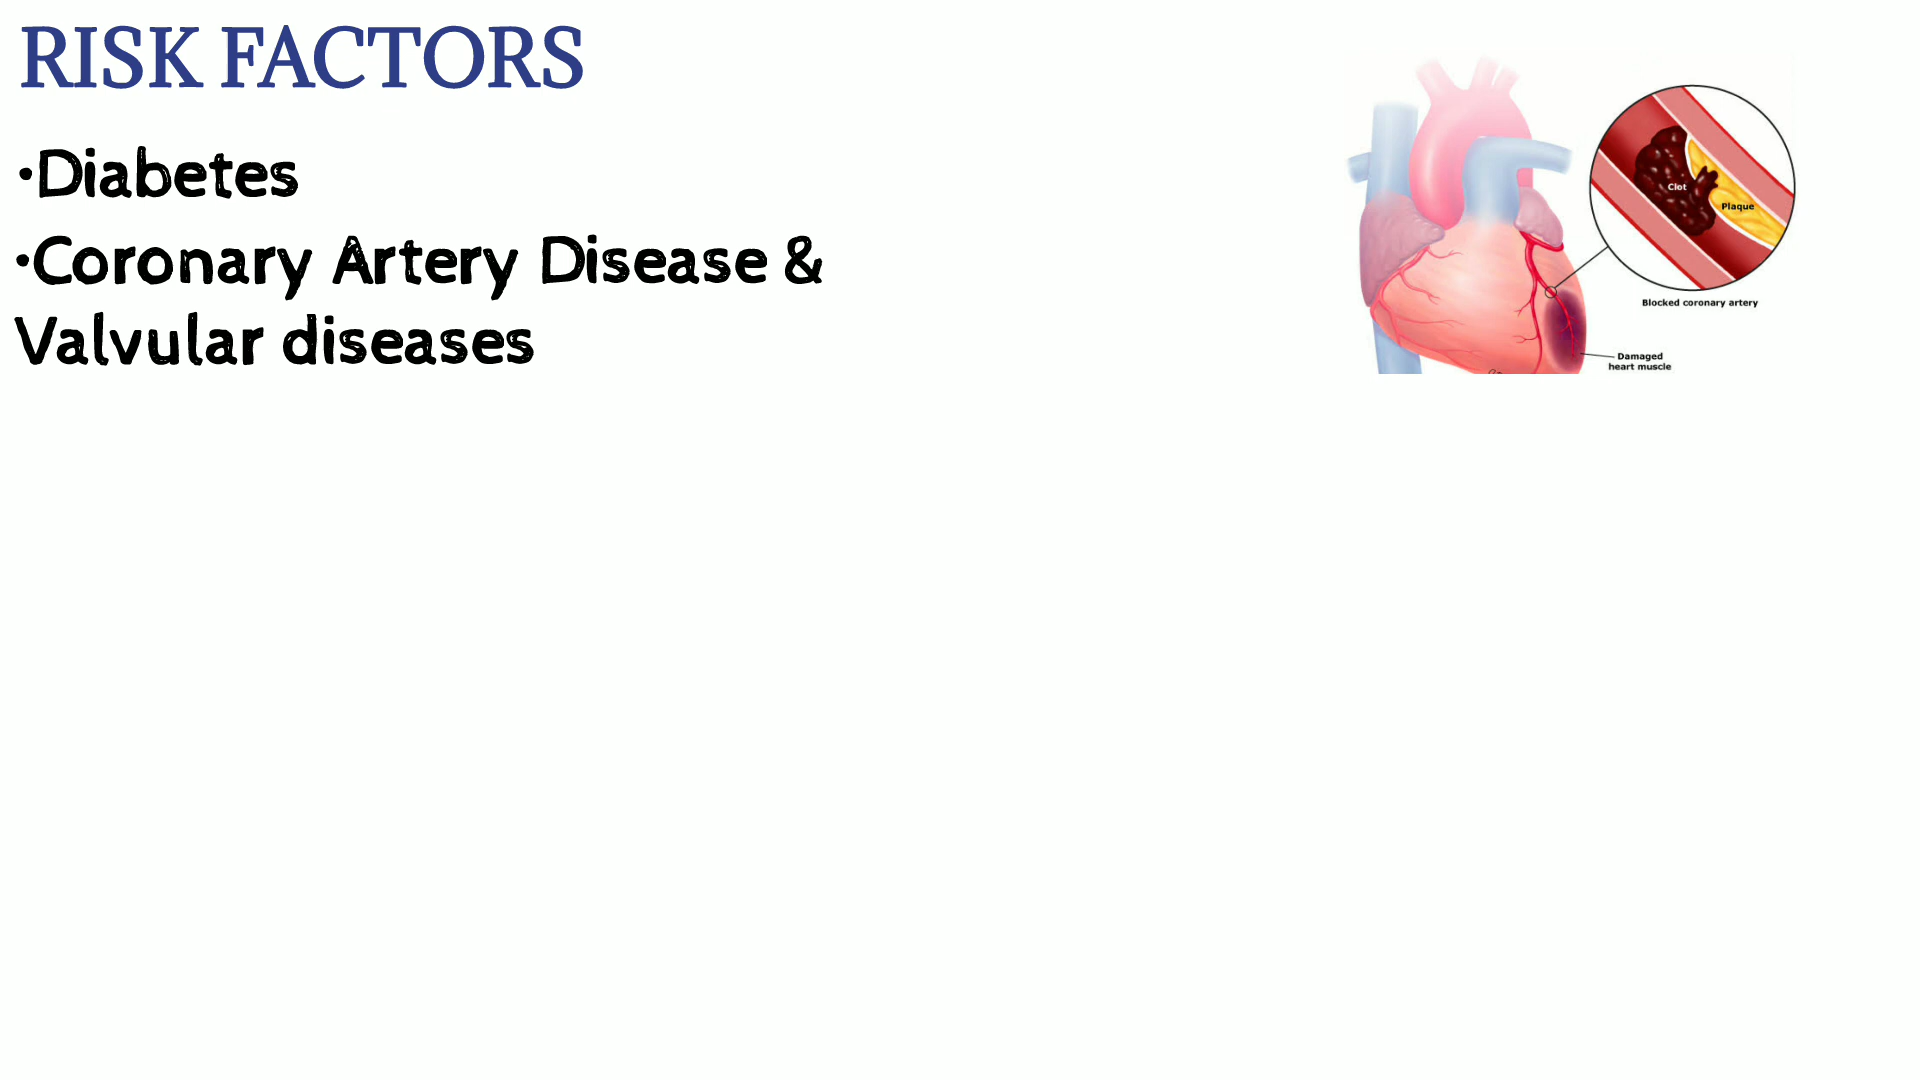 RISK FACTORS
•Diabetes
•Coronary Artery Disease &
Valvular diseases
Clot
Plaque
Blocked coronary artery
Damaged
heart muscle